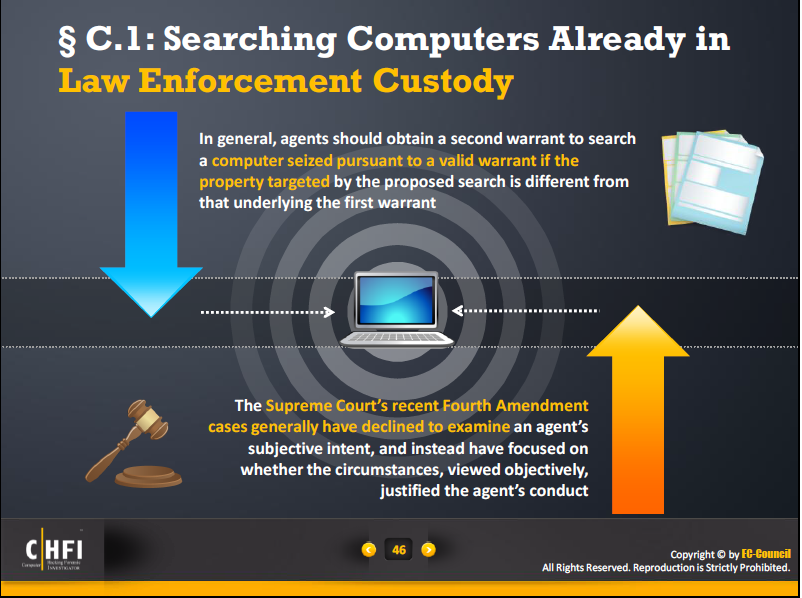 § C.1: Searching Computers Already in
Law Enforcement Custody
In general, agents should obtain a second warrant to search
a computer seized pursuant to a valid warrant if the
property targeted by the proposed search is different from
that underlying the first warrant
The Supreme Court's recent Fourth Amendment
cases generally have declined to examine an agent's
subjective intent, and instead have focused on
whether the circumstances, viewed objectively,
justified the agent's conduct
CHFI
Computer Hacking Forensic
INVESTIGATOR
46
Copyright © by EC-Council
All Rights Reserved. Reproduction is Strictly Prohibited.